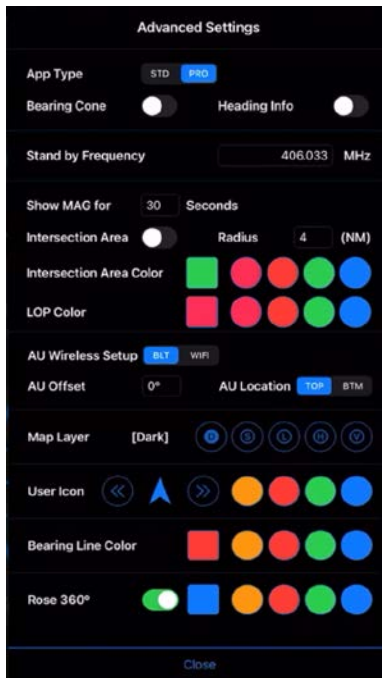 Advanced Settings
App Type STD PRO
Bearing Cone Heading Info
Stand by Frequency 406.033 MHz
Show MAG for 30 Seconds
Intersection Area Radius 4 (NM)
Intersection Area Color
LOP Color
AU Wireless Setup BLT WIFI
AU Offset 0° AU Location TOP BTM
Map Layer [Dark] D S L H V
User Icon
Bearing Line Color
Rose 360º
Close